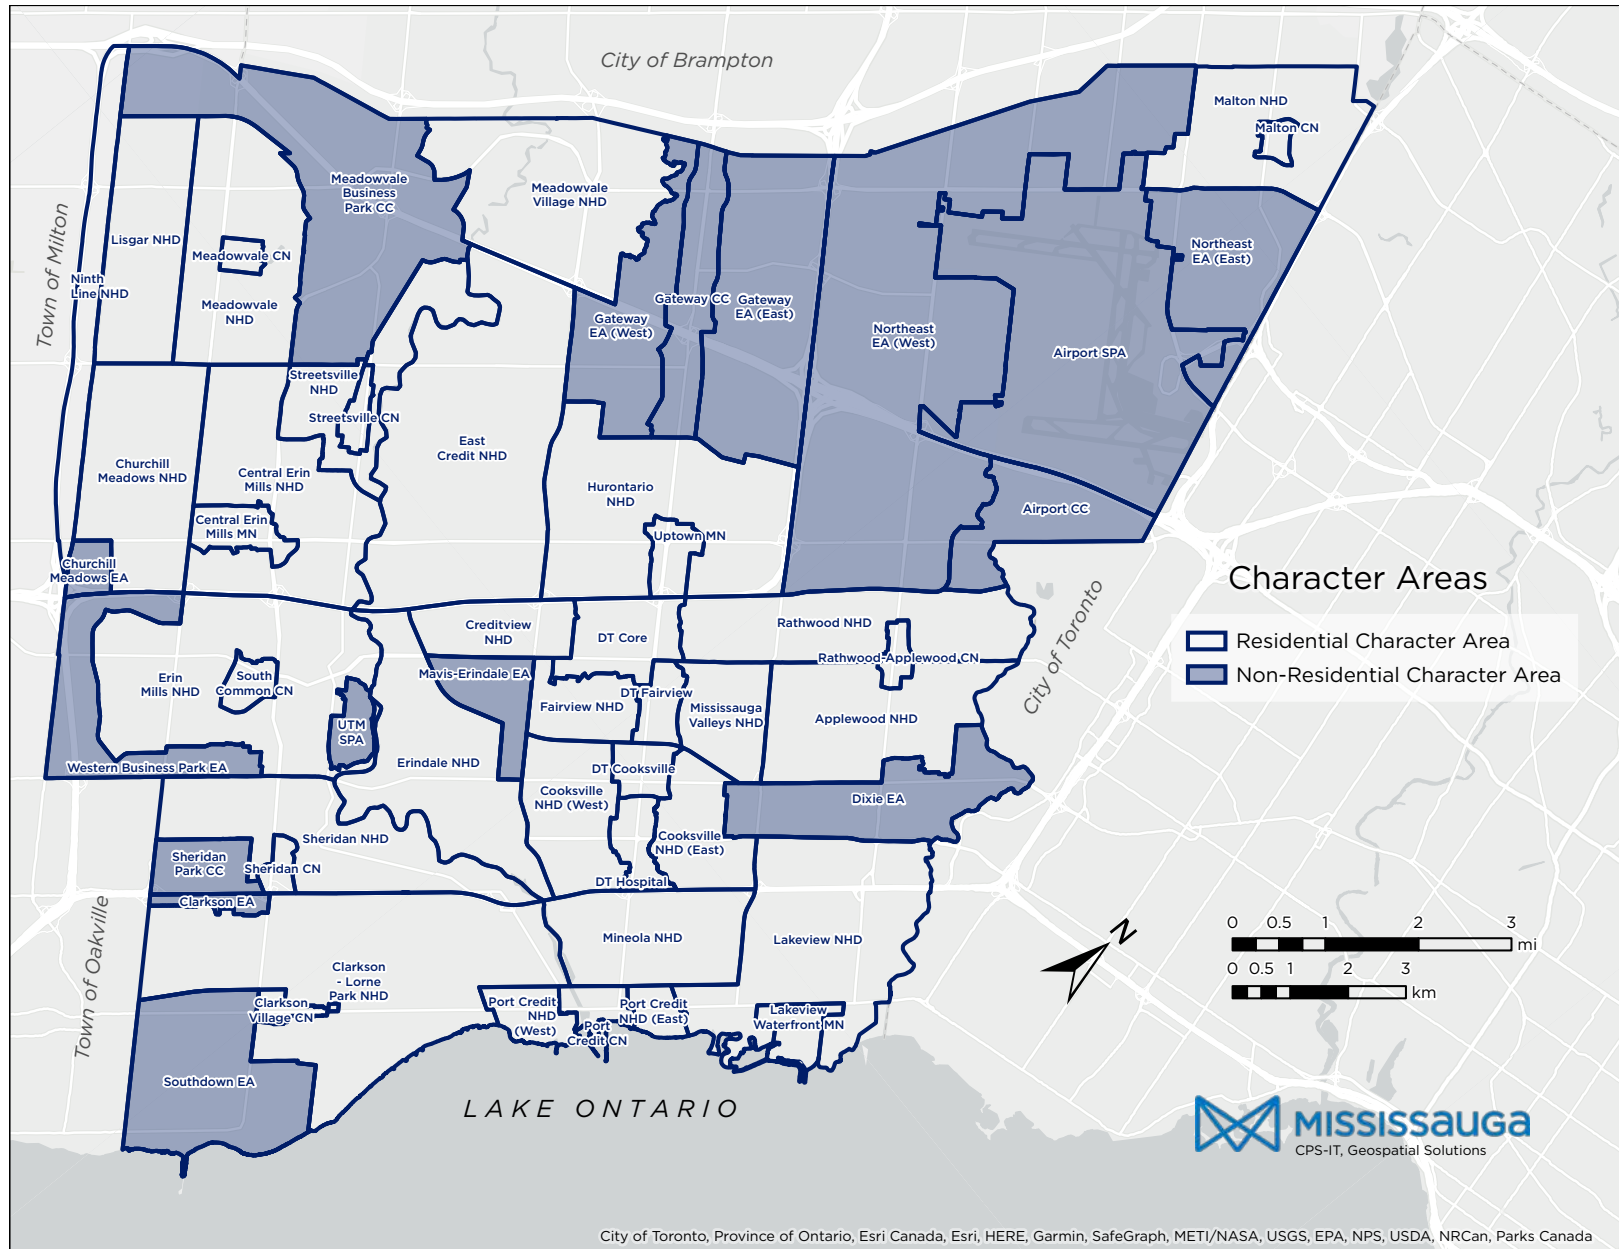 City of Brampton
Malton NHD
Malton CN
Meadowvale
Business
Park CC
Meadowvale
Village NHD
Town of Milton
Lisgar NHD
Meadowvale CN
Ninth
Line NHD
Meadowvale
NHD
Northeast
EA (East)
Gateway CC
Gateway
EA (East)
Gateway
EA (West)
Northeast
EA (West)
Airport SPA
Streetsville
NHD
Streetsville CN
East
Credit NHD
Churchill
Meadows NHD
Central Erin
Mills NHD
Hurontario
NHD
Airport CC
Central Erin
Mills MN
Uptown MN
Churchill
Meadows EA
City of Toronto
Character Areas
Residential Character Area
Non-Residential Character Area
Creditview
NHD
DT Core
Rathwood NHD
Rathwood-Applewood CN
Erin
Mills NHD
South
Common CN
Mavis-Erindale EA
DT Fairview
Fairview NHD
Mississauga
Valleys NHD
Applewood NHD
UTM
SPA
Western Business Park EA
Erindale NHD
DT Cooksville
Cooksville
NHD (West)
Dixie EA
Sheridan NHD
Cooksville
NHD (East)
Sheridan
Park CC
Sheridan CN
DT Hospital
Clarkson EA
Town of Oakville
Mineola NHD
Lakeview NHD
N
0 0.5 1 2 3 mi
0 0.5 1 2 3 km
Clarkson
- Lorne
Park NHD
Clarkson
Village CN
Port Credit
NHD
(West)
Port
Credit CN
Port Credit
NHD (East)
Lakeview
Waterfront MN
Southdown EA
LAKE ONTARIO
MISSISSAUGA
CPS-IT, Geospatial Solutions
City of Toronto, Province of Ontario, Esri Canada, Esri, HERE, Garmin, SafeGraph, METI/NASA, USGS, EPA, NPS, USDA, NRCan, Parks Canada